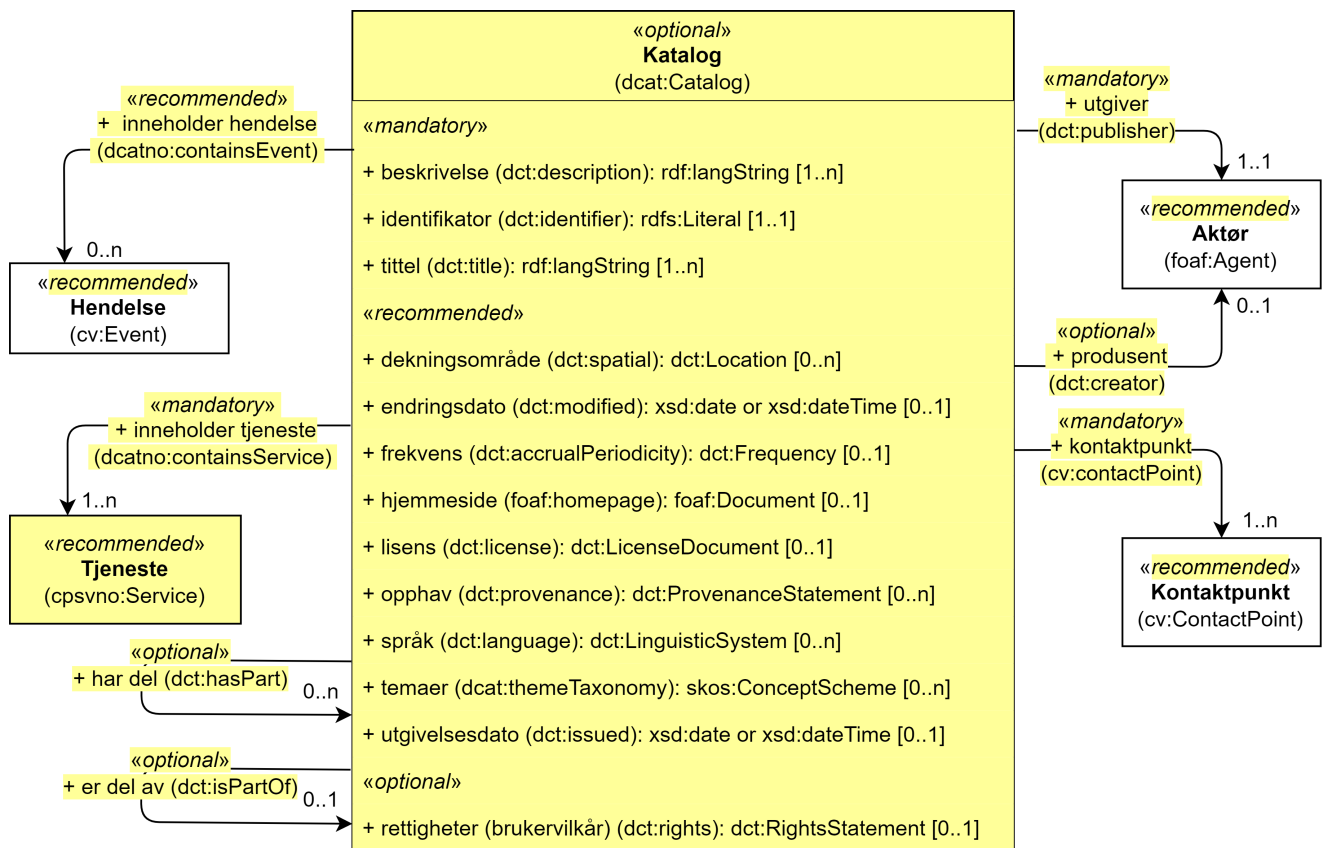 «optional»
Katalog
(dcat:Catalog)
«mandatory»
+ beskrivelse (dct:description): rdf:langString [1..n]
+ identifikator (dct:identifier): rdfs:Literal [1..1]
+ tittel (dct:title): rdf:langString [1..n]
«recommended»
+ dekningsområde (dct:spatial): dct:Location [0..n]
+ endringsdato (dct:modified): xsd:date or xsd:dateTime [0..1]
+ frekvens (dct:accrualPeriodicity): dct:Frequency [0..1]
+ hjemmeside (foaf:homepage): foaf:Document [0..1]
+ lisens (dct:license): dct:LicenseDocument [0..1]
+ opphav (dct:provenance): dct:ProvenanceStatement [0..n]
+ språk (dct:language): dct:LinguisticSystem [0..n]
+ temaer (dcat:themeTaxonomy): skos:ConceptScheme [0..n]
+ utgivelsesdato (dct:issued): xsd:date or xsd:dateTime [0..1]
«optional»
+ rettigheter (brukervilkår) (dct:rights): dct:RightsStatement [0..1]
«recommended»
+ inneholder hendelse
(dcatno:containsEvent)
0..n
«recommended»
Hendelse
(cv:Event)
«mandatory»
+ inneholder tjeneste
(dcatno:containsService)
1..n
«recommended»
Tjeneste
(cpsvno:Service)
«optional»
+ har del (dct:hasPart)
0..n
«optional»
+ er del av (dct:isPartOf)
0..1
«mandatory»
+ utgiver
(dct:publisher)
1..1
«recommended»
Aktør
(foaf:Agent)
0..1
«optional»
+ produsent
(dct:creator)
«mandatory»
+ kontaktpunkt
(cv:contactPoint)
1..n
«recommended»
Kontaktpunkt
(cv:ContactPoint)